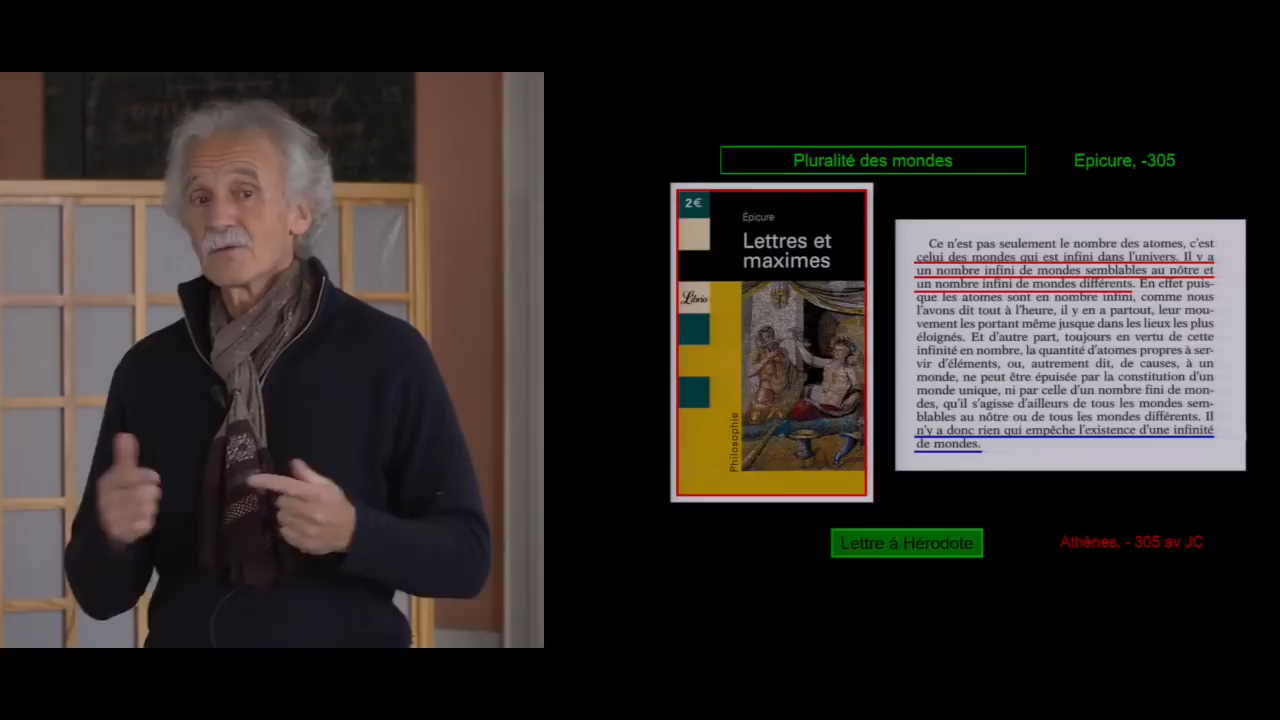 Pluralité des mondes
Epicure, -305
2€
Épicure
Lettres et
maximes
Librio
Philosophie
Ce n'est pas seulement le nombre des atomes, c'est
celui des mondes qui est infini dans l'univers. Il y a
un nombre infini de mondes semblables au nôtre et
un nombre infini de mondes différents. En effet puis-
que les atomes sont en nombre infini, comme nous
l'avons dit tout à l'heure, il y en a partout, leur mou-
vement les portant même jusque dans les lieux les plus
éloignés. Et d'autre part, toujours en vertu de cette
infinité en nombre, la quantité d'atomes propres à ser-
vir d'éléments, ou, autrement dit, de causes, à un
monde, ne peut être épuisée par la constitution d'un
monde unique, ni par celle d'un nombre fini de mon-
des, qu'il s'agisse d'ailleurs de tous les mondes sem-
blables au nôtre ou de tous les mondes différents. Il
n'y a donc rien qui empêche l'existence d'une infinité
de mondes.
Lettre à Hérodote
Athènes, - 305 av JC